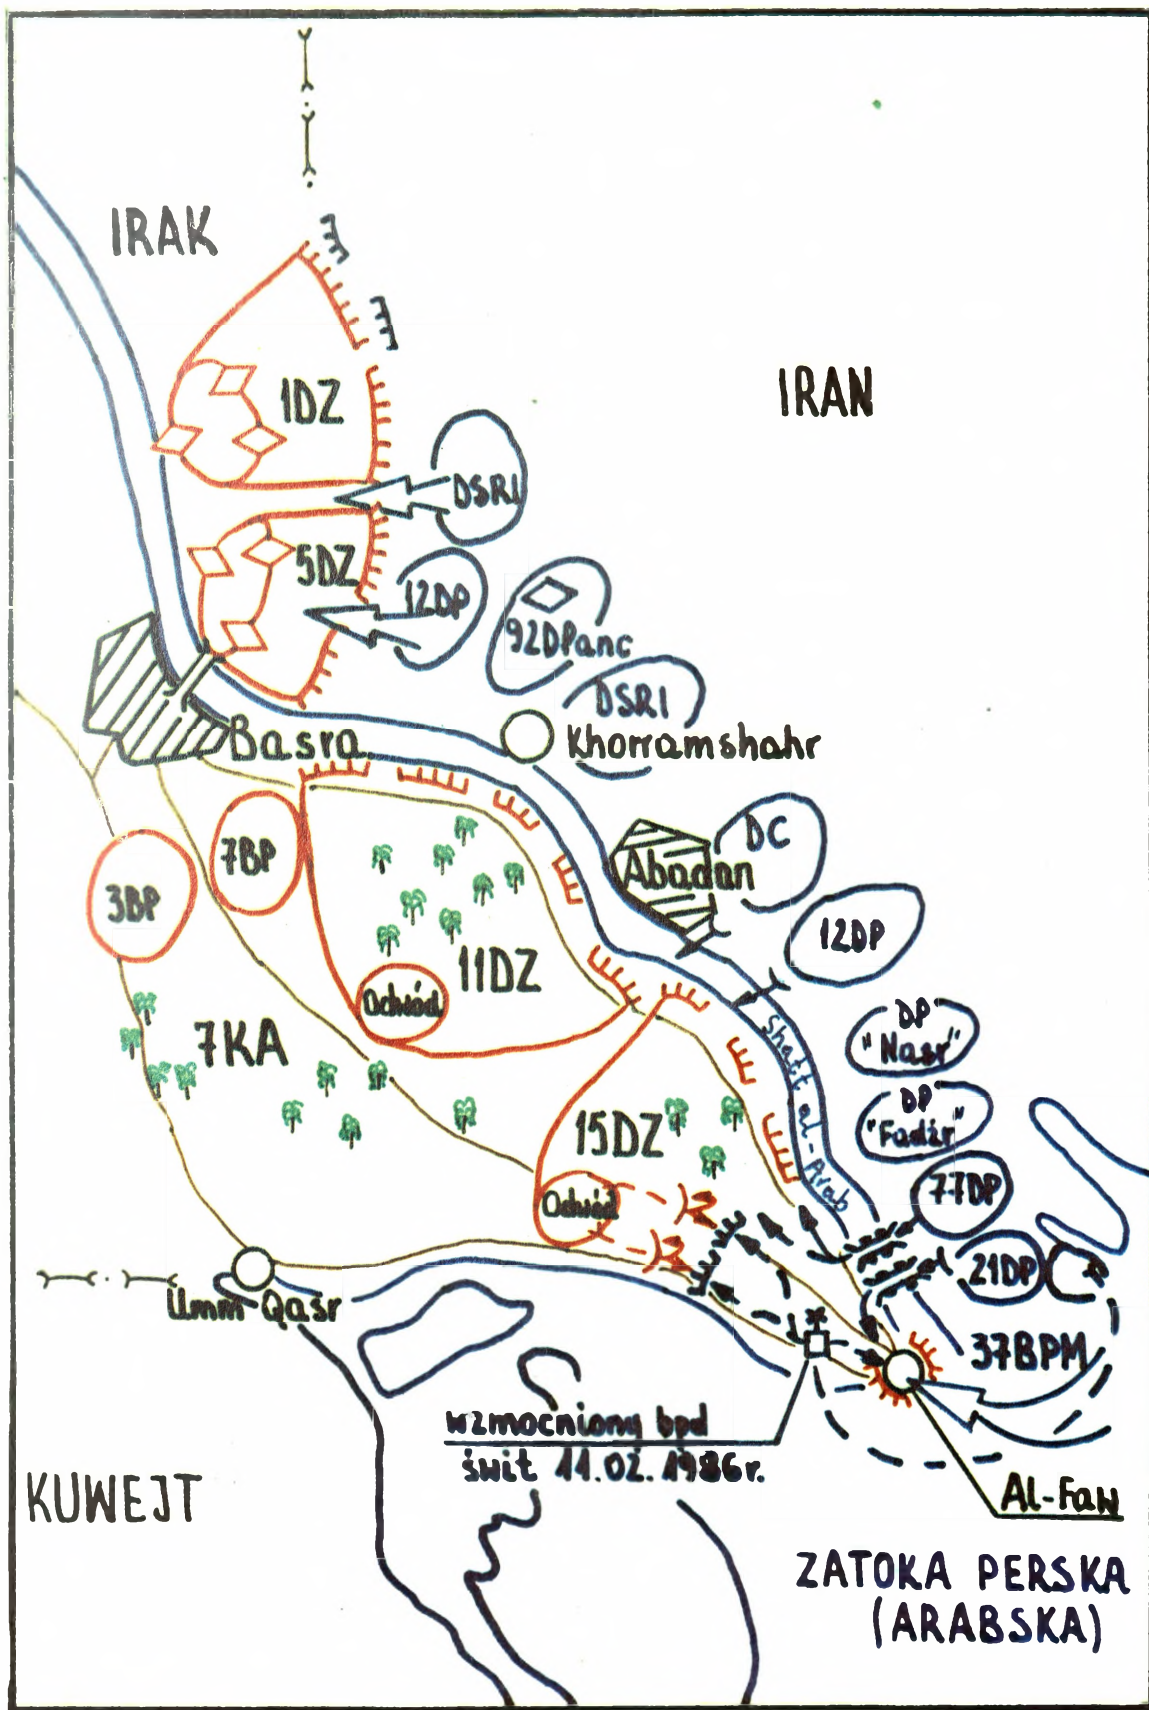 IRAK
IRAN
1DZ
DSRI
5DZ
12DP
92DPanc
DSRI
Basra
Khorramshahr
7BP
DC
Abadan
3BP
12DP
11DZ
Odwód
7KA
Shatt al-Arab
DP
"Nasr"
DP
"Fadżr"
15DZ
77DP
Odwód
21DP
Umm Qasr
37BPM
wzmocniony bpd
świt 11.02.1986r.
KUWEJT
Al-Faw
ZATOKA PERSKA
(ARABSKA)